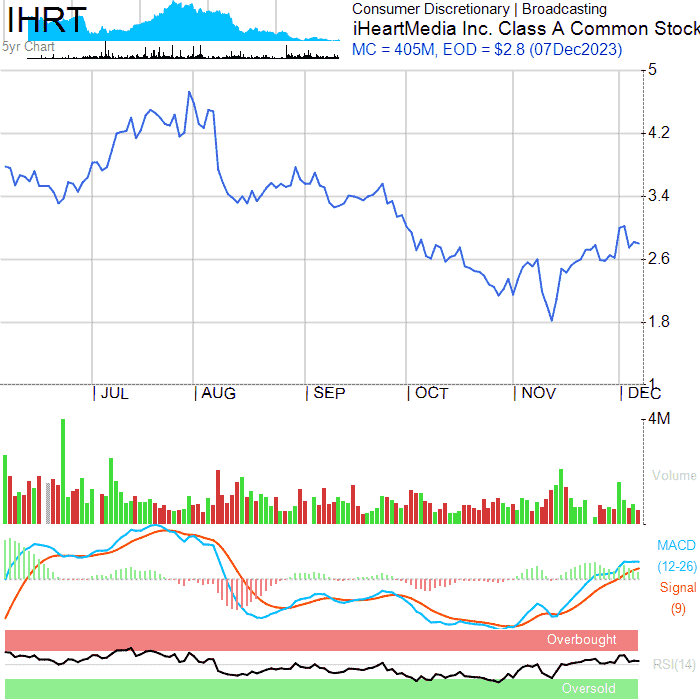 IHRT
5yr Chart
Consumer Discretionary | Broadcasting
iHeartMedia Inc. Class A Common Stock
MC = 405M, EOD = $2.8 (07Dec2023)
5
4.2
3.4
2.6
1.8
1
JUL AUG SEP OCT NOV DEC
4M
Volume
MACD
(12-26)
Signal
(9)
Overbought
RSI(14)
Oversold